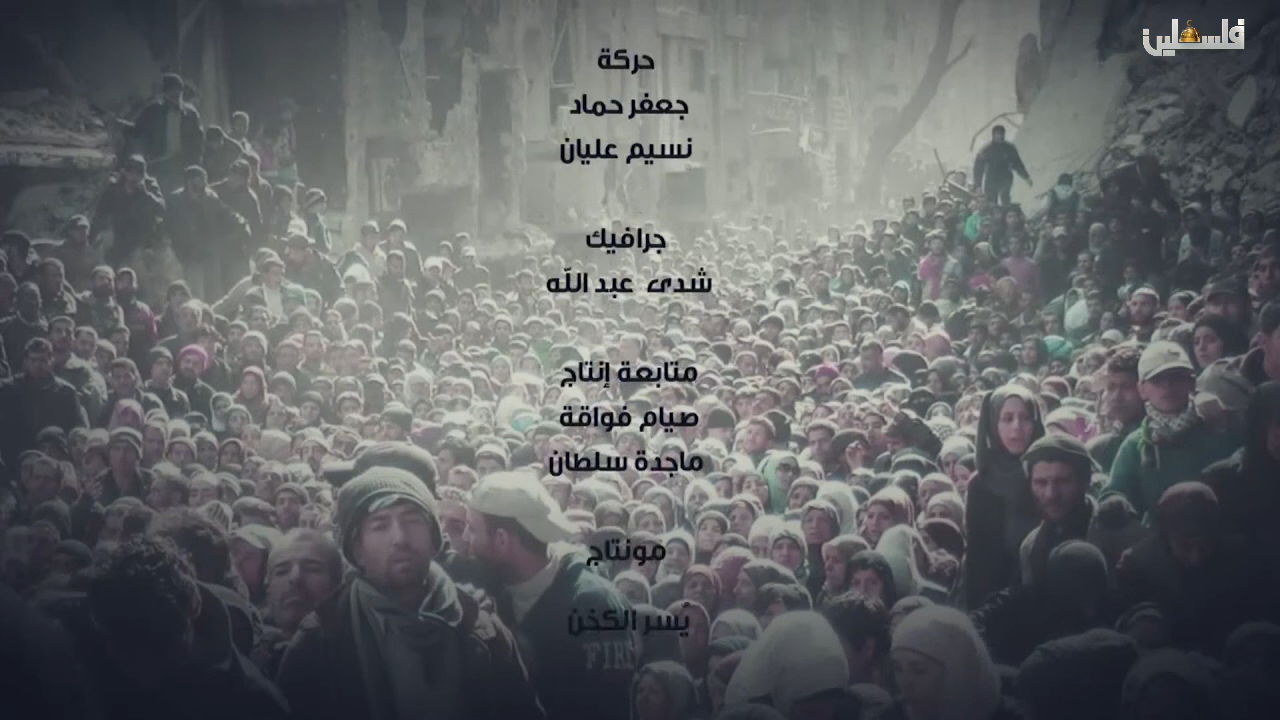 فلسطين
حركة
جعفر حماد
نسيم عليان
جرافيك
شدى عبد الله
متابعة إنتاج
صيام فواقة
ماجدة سلطان
مونتاج
يُسر الكخن
FIRE